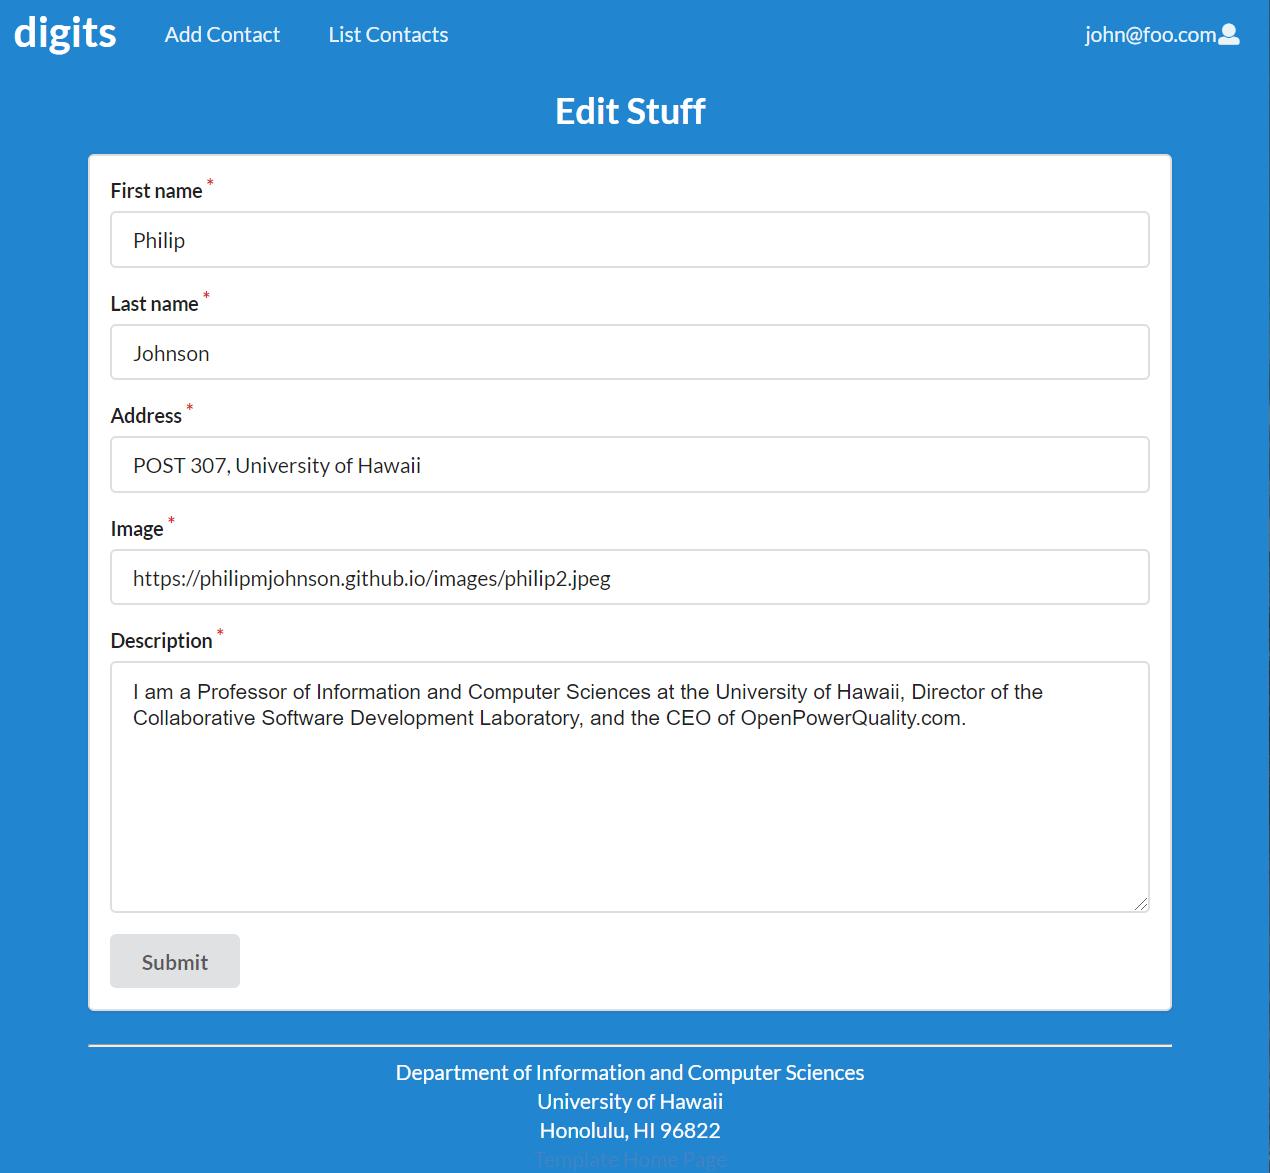 digits Add Contact List Contacts john@foo.com
Edit Stuff
First name *
Philip
Last name *
Johnson
Address *
POST 307, University of Hawaii
Image *
https://philipmjohnson.github.io/images/philip2.jpeg
Description *
I am a Professor of Information and Computer Sciences at the University of Hawaii, Director of the
Collaborative Software Development Laboratory, and the CEO of OpenPowerQuality.com.
Submit
Department of Information and Computer Sciences
University of Hawaii
Honolulu, HI 96822
Template Home Page